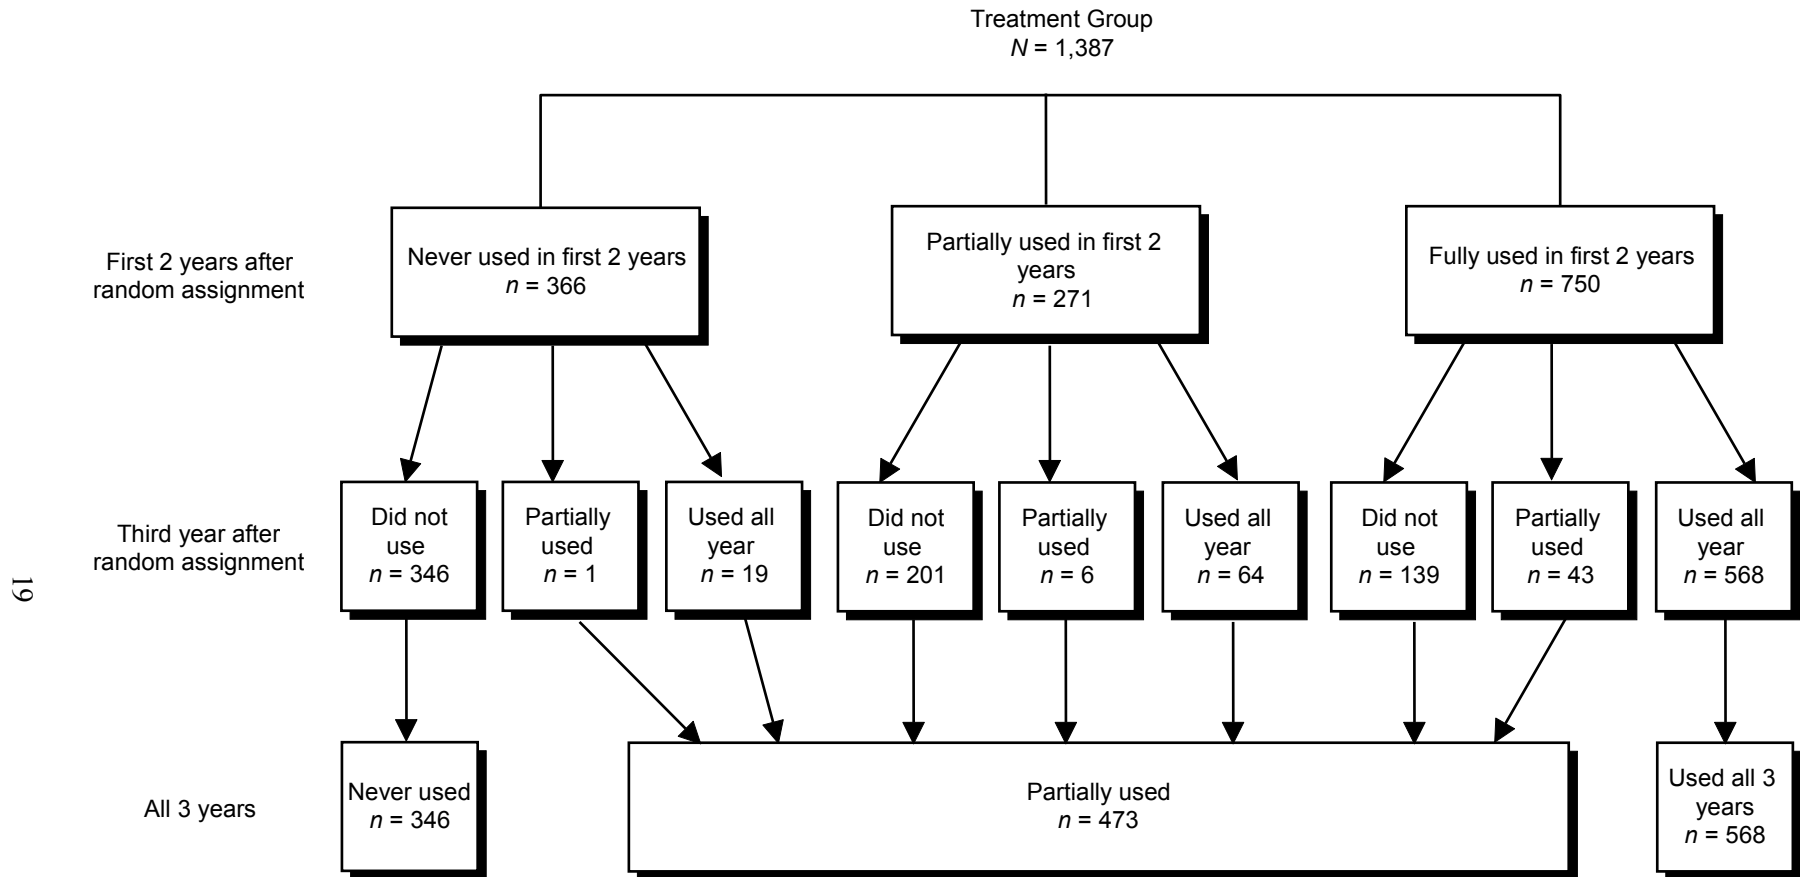 Treatment Group
N = 1,387
First 2 years after
random assignment
Never used in first 2 years
n = 366
Partially used in first 2
years
n = 271
Fully used in first 2 years
n = 750
Third year after
random assignment
Did not
use
n = 346
Partially
used
n = 1
Used all
year
n = 19
Did not
use
n = 201
Partially
used
n = 6
Used all
year
n = 64
Did not
use
n = 139
Partially
used
n = 43
Used all
year
n = 568
19
All 3 years
Never used
n = 346
Partially used
n = 473
Used all 3
years
n = 568